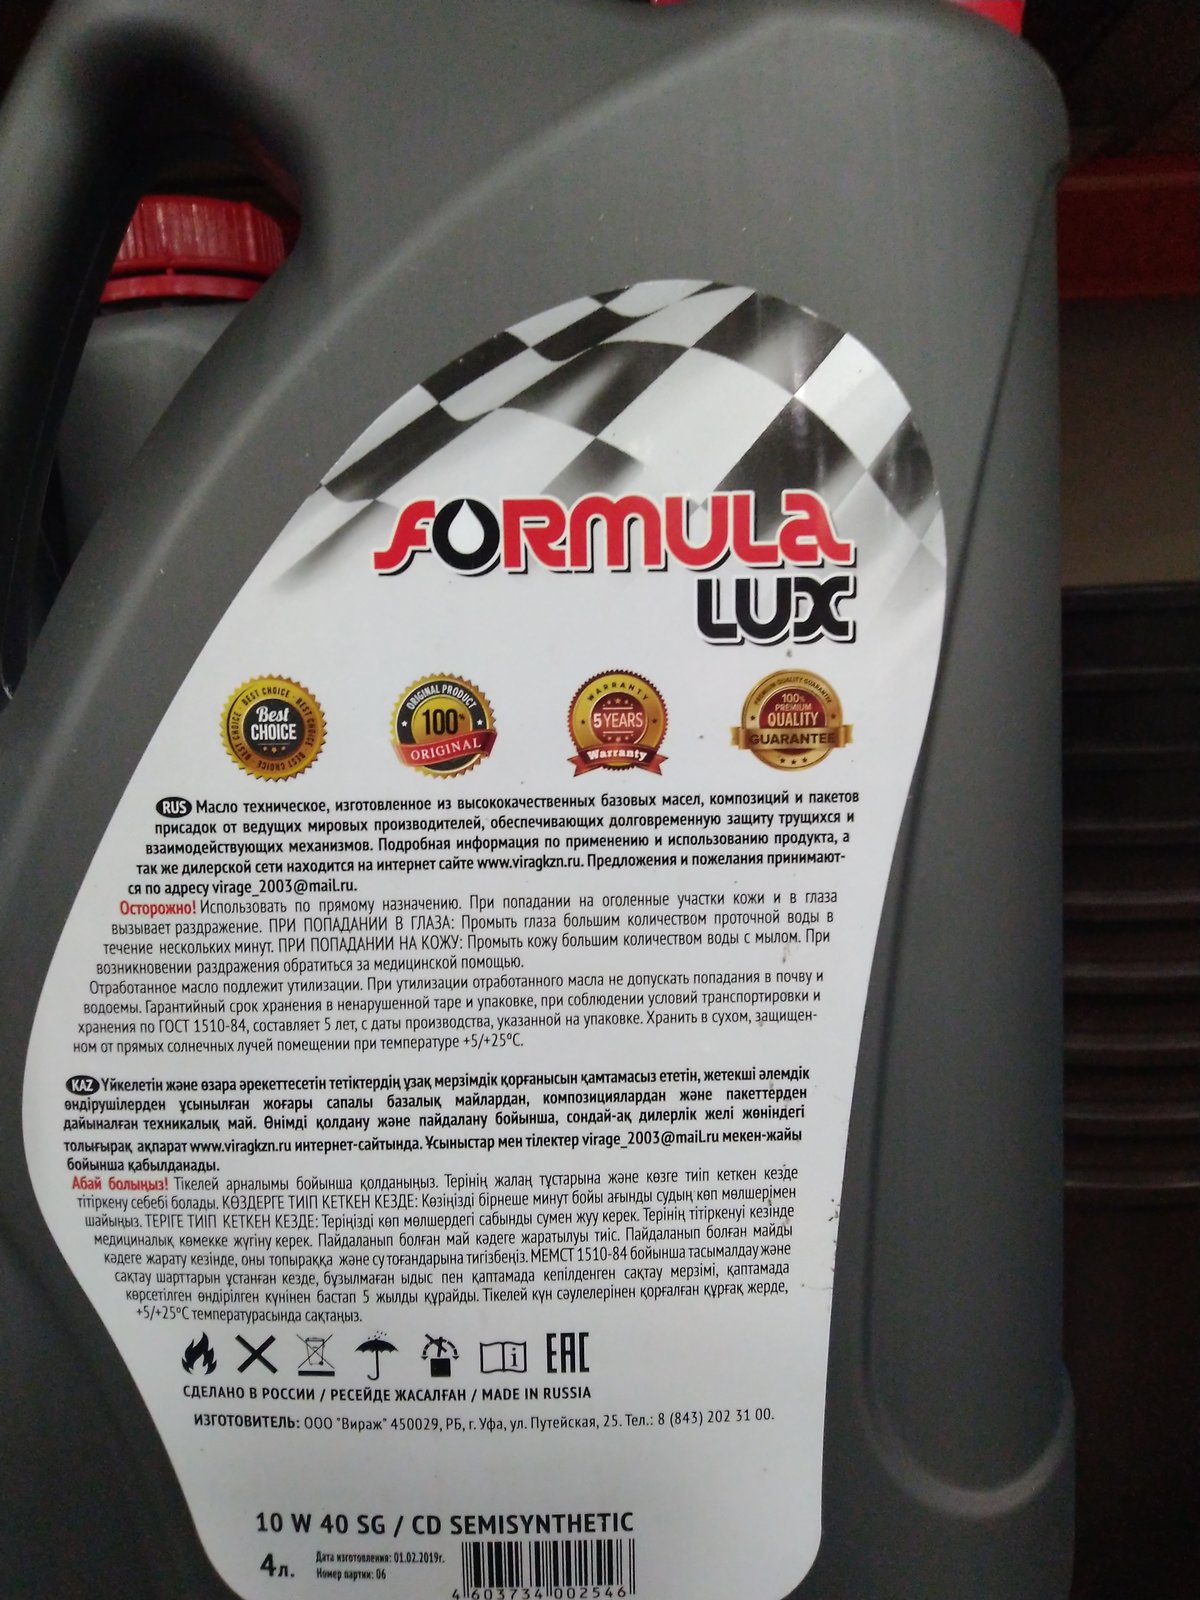 FORMULA
LUX
BEST CHOICE · BEST CHOICE · BEST CHOICE · BEST CHOICE
Best
CHOICE
ORIGINAL PRODUCT
100%
ORIGINAL
WARRANTY
5 YEARS
Warranty
PREMIUM QUALITY GUARANTEE
100%
PREMIUM
QUALITY
GUARANTEE
RUS Масло техническое, изготовленное из высококачественных базовых масел, композиций и пакетов
присадок от ведущих мировых производителей, обеспечивающих долговременную защиту трущихся и
взаимодействующих механизмов. Подробная информация по применению и использованию продукта, а
так же дилерской сети находится на интернет сайте www.viragkzn.ru. Предложения и пожелания принимают-
ся по адресу virage_2003@mail.ru.
Осторожно! Использовать по прямому назначению. При попадании на оголенные участки кожи и в глаза
вызывает раздражение. ПРИ ПОПАДАНИИ В ГЛАЗА: Промыть глаза большим количеством проточной воды в
течение нескольких минут. ПРИ ПОПАДАНИИ НА КОЖУ: Промыть кожу большим количеством воды с мылом. При
возникновении раздражения обратиться за медицинской помощью.
Отработанное масло подлежит утилизации. При утилизации отработанного масла не допускать попадания в почву и
водоемы. Гарантийный срок хранения в ненарушенной таре и упаковке, при соблюдении условий транспортировки и
хранения по ГОСТ 1510-84, составляет 5 лет, с даты производства, указанной на упаковке. Хранить в сухом, защищен-
ном от прямых солнечных лучей помещении при температуре +5/+25°С.
KAZ Үйкелетін және өзара әрекеттесетін тетіктердің ұзақ мерзімдік қорғанысын қамтамасыз ететін, жетекші әлемдік
өндірушілерден ұсынылған жоғары сапалы базалық майлардан, композициялардан және пакеттерден
дайыналған техникалық май. Өнімді қолдану және пайдалану бойынша, сондай-ақ дилерлік желі жөніндегі
толығырақ ақпарат www.viragkzn.ru интернет-сайтында. Ұсыныстар мен тілектер virage_2003@mail.ru мекен-жайы
бойынша қабылданады.
Абай болыңыз! Тікелей арналымы бойынша қолданыңыз. Терінің жалаң тұстарына және көзге тиіп кеткен кезде
тітіркену себебі болады. КӨЗДЕРГЕ ТИІП КЕТКЕН КЕЗДЕ: Көзіңізді бірнеше минут бойы ағынды судың көп мөлшерімен
шайыңыз. ТЕРІГЕ ТИІП КЕТКЕН КЕЗДЕ: Теріңізді көп мөлшердегі сабынды сумен жуу керек. Терінің тітіркенуі кезінде
медициналық көмекке жүгіну керек. Пайдаланып болған май кәдеге жаратылуы тиіс. Пайдаланып болған майды
кәдеге жарату кезінде, оны топыраққа және су тоғандарына тигізбеңіз. МЕМСТ 1510-84 бойынша тасымалдау және
сақтау шарттарын ұстанған кезде, бұзылмаған ыдыс пен қаптамада кепілденген сақтау мерзімі, қаптамада
көрсетілген өндірілген күнінен бастап 5 жылды құрайды. Тікелей күн сәулелерінен қорғалған құрғақ жерде,
+5/+25°С температурасында сақтаңыз.
EAC
СДЕЛАНО В РОССИИ / РЕСЕЙДЕ ЖАСАЛҒАН / MADE IN RUSSIA
ИЗГОТОВИТЕЛЬ: ООО "Вираж" 450029, РБ, г. Уфа, ул. Путейская, 25. Тел.: 8 (843) 202 31 00.
10 W 40 SG / CD SEMISYNTHETIC
4л.
Дата изготовления: 01.02.2019г.
Номер партии: 06
4 603734 002546